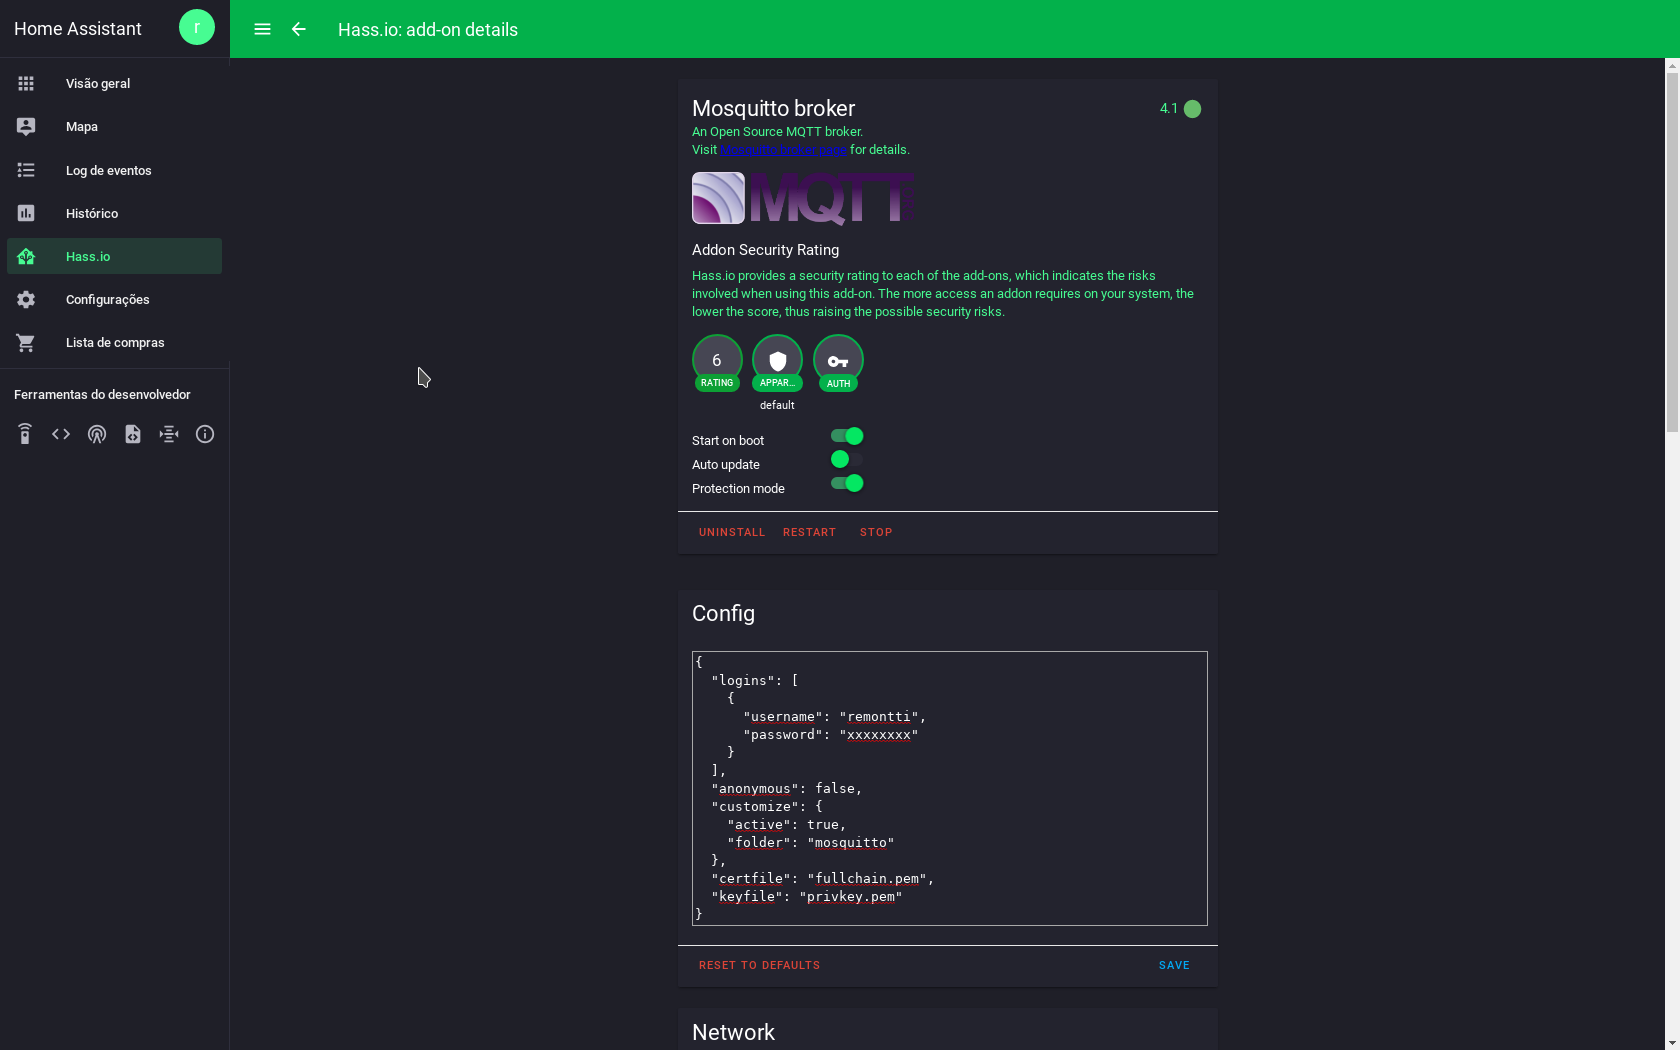 Home Assistant
r
Hass.io: add-on details
Visão geral
Mapa
Log de eventos
Histórico
Hass.io
Configurações
Lista de compras
Ferramentas do desenvolvedor
Mosquitto broker
4.1
An Open Source MQTT broker.
Visit Mosquitto broker page for details.
MQTT
Addon Security Rating
Hass.io provides a security rating to each of the add-ons, which indicates the risks
involved when using this add-on. The more access an addon requires on your system, the
lower the score, thus raising the possible security risks.
6
RATING
APPAR...
AUTH
default
Start on boot
Auto update
Protection mode
UNINSTALL RESTART STOP
Config
{
"logins": [
{
"username": "remontti",
"password": "xxxxxxxx"
}
],
"anonymous": false,
"customize": {
"active": true,
"folder": "mosquitto"
},
"certfile": "fullchain.pem",
"keyfile": "privkey.pem"
}
RESET TO DEFAULTS SAVE
Network